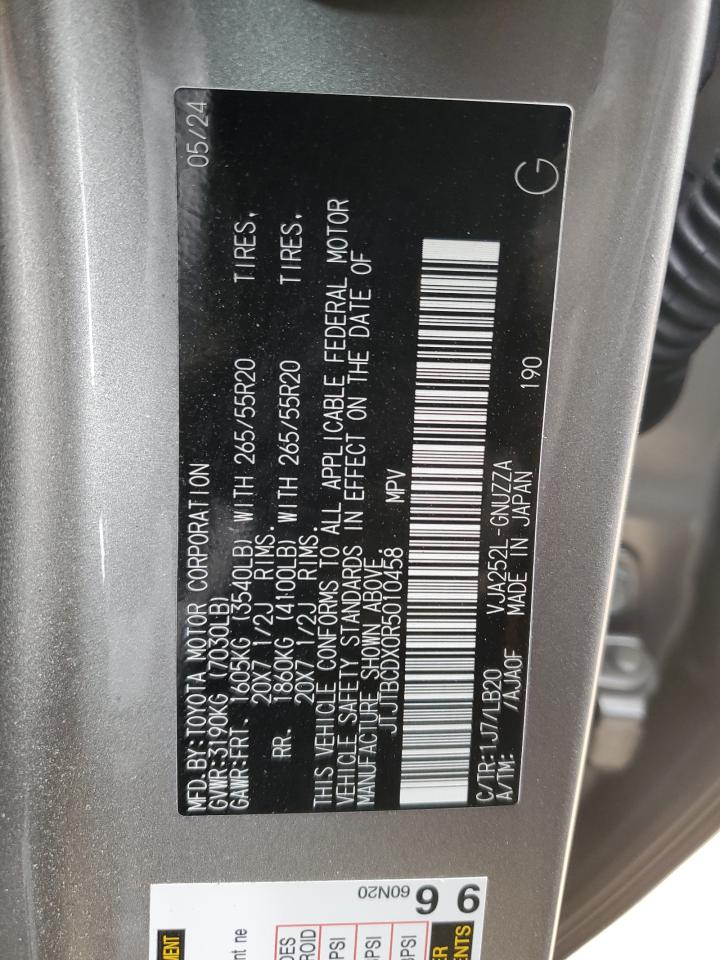 MFD.BY:TOYOTA MOTOR CORPORATION 05/24
GVWR:3190KG (7030LB)
GAWR:FRT. 1605KG (3540LB) WITH 265/55R20 TIRES,
20X7 1/2J RIMS.
RR. 1860KG (4100LB) WITH 265/55R20 TIRES,
20X7 1/2J RIMS.
THIS VEHICLE CONFORMS TO ALL APPLICABLE FEDERAL MOTOR
VEHICLE SAFETY STANDARDS IN EFFECT ON THE DATE OF
MANUFACTURE SHOWN ABOVE.
JTJTBCDX0R5010458 MPV
C/TR:1J7/LB20 VJA252L-GNUZZA
A/TM: /AJA0F MADE IN JAPAN 190
G
60N20
96
PSI
PSI